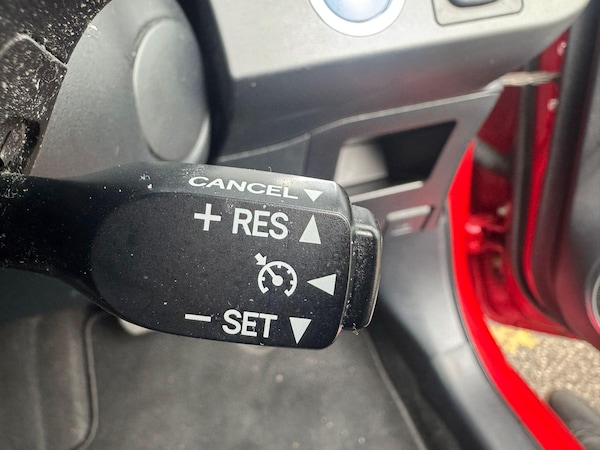 CANCEL
+ RES
- SET